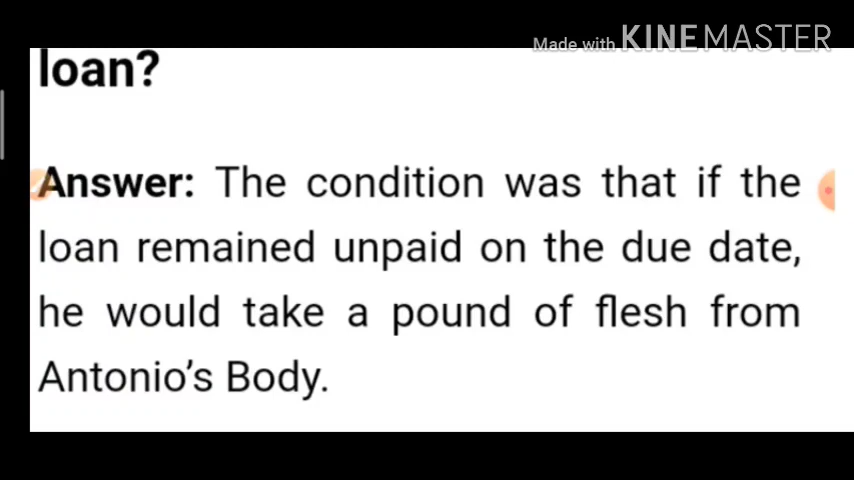 Made with KINEMASTER
loan?
Answer: The condition was that if the
loan remained unpaid on the due date,
he would take a pound of flesh from
Antonio's Body.